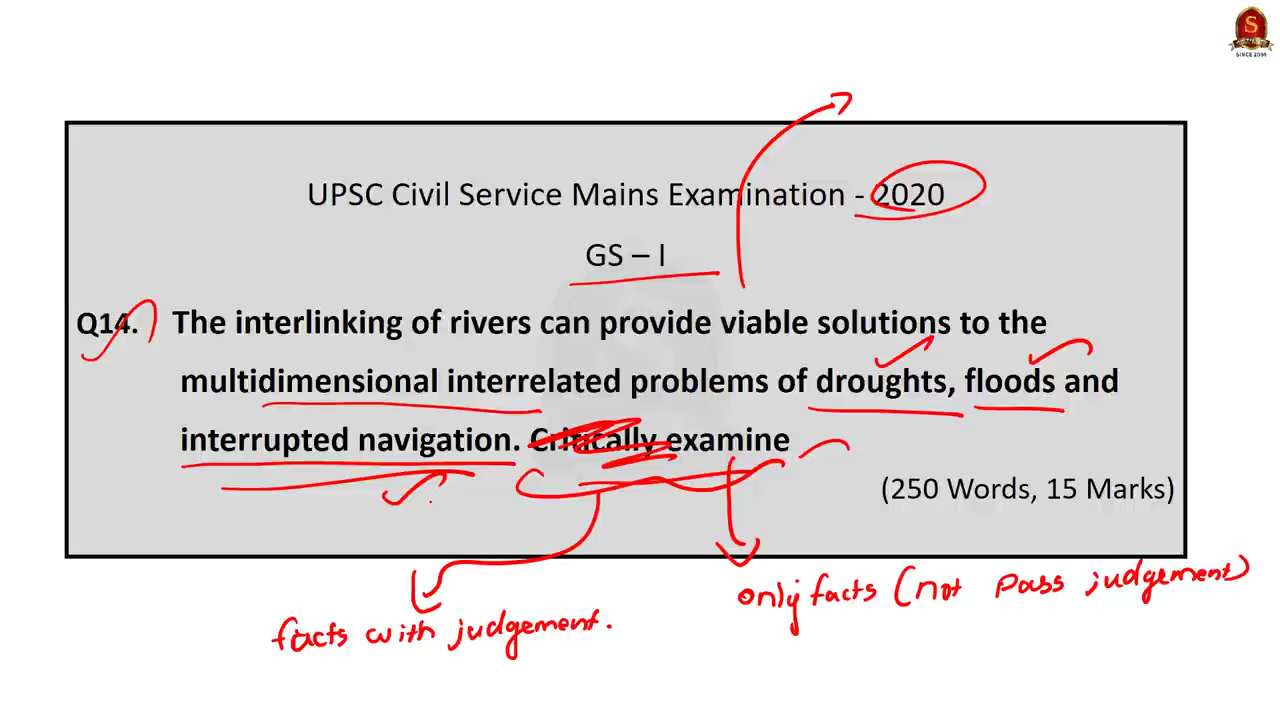 S
SINCE 2004
UPSC Civil Service Mains Examination - 2020
GS – I
Q14. The interlinking of rivers can provide viable solutions to the
multidimensional interrelated problems of droughts, floods and
interrupted navigation. Critically examine
(250 Words, 15 Marks)
only facts (not pass judgement)
facts with judgement.